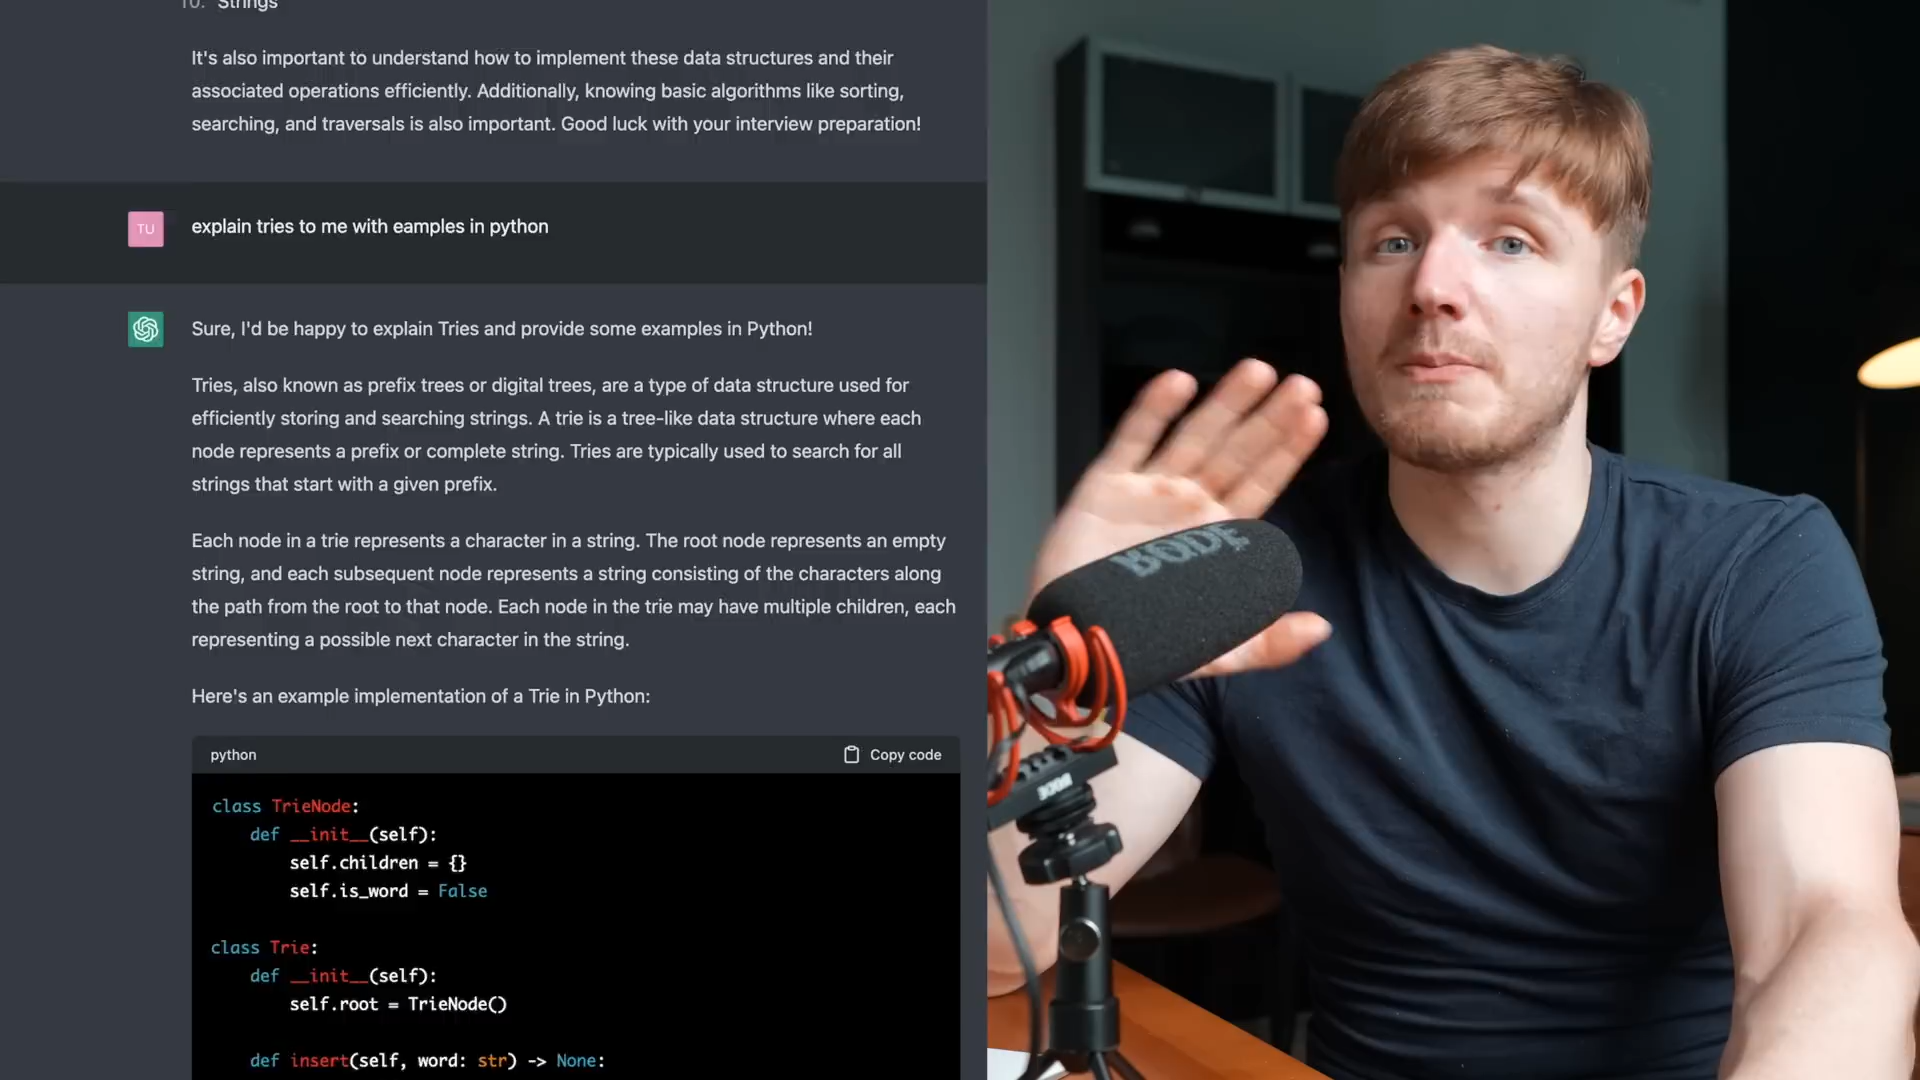 10. Strings
It's also important to understand how to implement these data structures and their
associated operations efficiently. Additionally, knowing basic algorithms like sorting,
searching, and traversals is also important. Good luck with your interview preparation!
TU
explain tries to me with eamples in python
Sure, I'd be happy to explain Tries and provide some examples in Python!
Tries, also known as prefix trees or digital trees, are a type of data structure used for
efficiently storing and searching strings. A trie is a tree-like data structure where each
node represents a prefix or complete string. Tries are typically used to search for all
strings that start with a given prefix.
Each node in a trie represents a character in a string. The root node represents an empty
string, and each subsequent node represents a string consisting of the characters along
the path from the root to that node. Each node in the trie may have multiple children, each
representing a possible next character in the string.
Here's an example implementation of a Trie in Python:
python
Copy code
class TrieNode:
def __init__(self):
self.children = {}
self.is_word = False
class Trie:
def __init__(self):
self.root = TrieNode()
def insert(self, word: str) -> None:
RODE
RODE